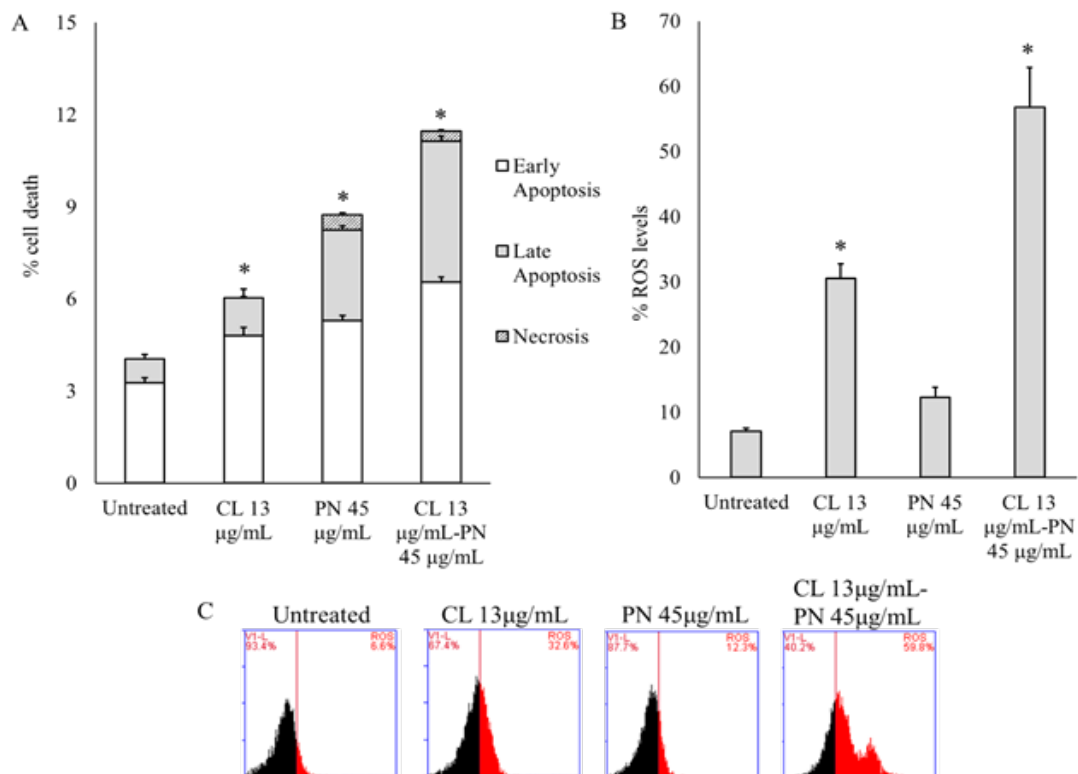 A
15
12
9
6
3
0
% cell death
*
*
*
Early
Apoptosis
Late
Apoptosis
Necrosis
Untreated
CL 13
µg/mL
PN 45
µg/mL
CL 13
µg/mL-PN
45 µg/mL
B
70
60
50
40
30
20
10
0
% ROS levels
*
*
Untreated
CL 13
µg/mL
PN 45
µg/mL
CL 13
µg/mL-PN
45 µg/mL
C
Untreated
V1-L ROS
93.4% 6.6%
CL 13µg/mL
V1-L ROS
67.4% 32.6%
PN 45µg/mL
V1-L ROS
87.7% 12.3%
CL 13µg/mL-
PN 45µg/mL
V1-L ROS
40.2% 59.8%